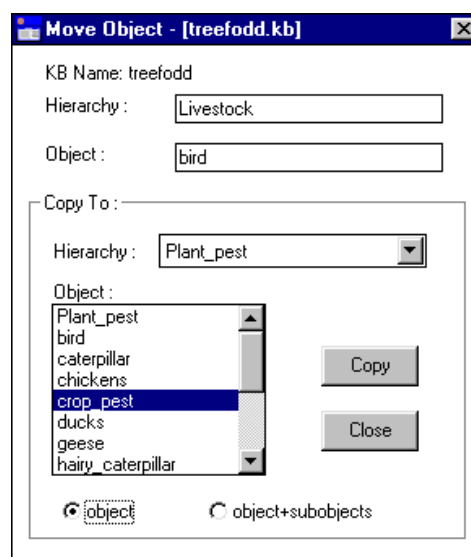 Move Object - [treefodd.kb]
KB Name: treefodd
Hierarchy : Livestock
Object : bird
Copy To :
Hierarchy : Plant_pest
Object :
Plant_pest
bird
caterpillar
chickens
crop_pest
ducks
geese
hairy_caterpillar
Copy
Close
object object+subobjects